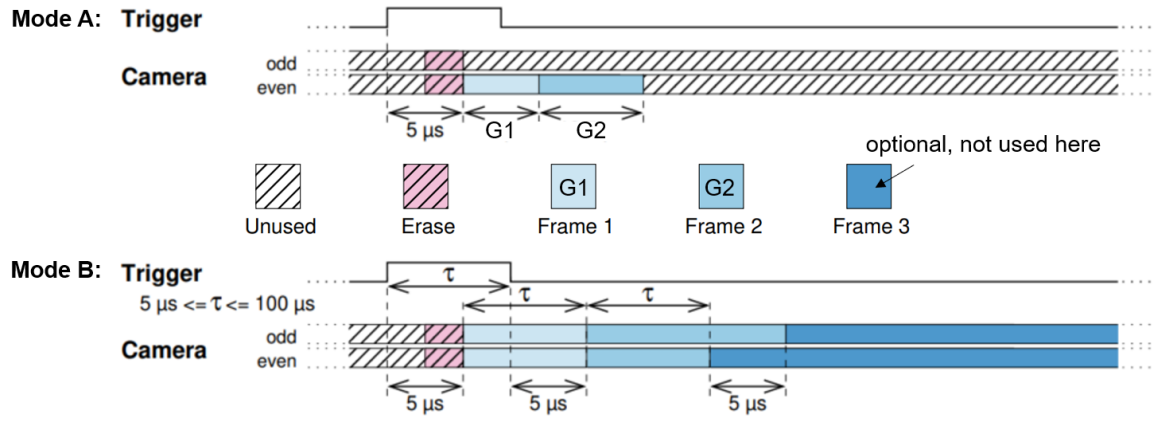 Mode A: Trigger
Camera odd
even
5 µs G1 G2
optional, not used here
G1 G2
Unused Erase Frame 1 Frame 2 Frame 3
Mode B: Trigger τ
5 µs <= τ <= 100 µs τ τ
Camera odd
even
5 µs 5 µs 5 µs